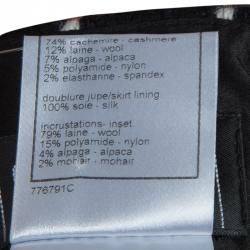 74% cachemire - cashmere
12% laine - wool
7% alpaga - alpaca
5% polyamide - nylon
2% elasthanne - spandex
doublure jupe/skirt lining
100% soie - silk
incrustations- inset.
79% laine - wool
15% polyamide - nylon
4% alpaga - alpaca
2% mohair - mohair
776791C